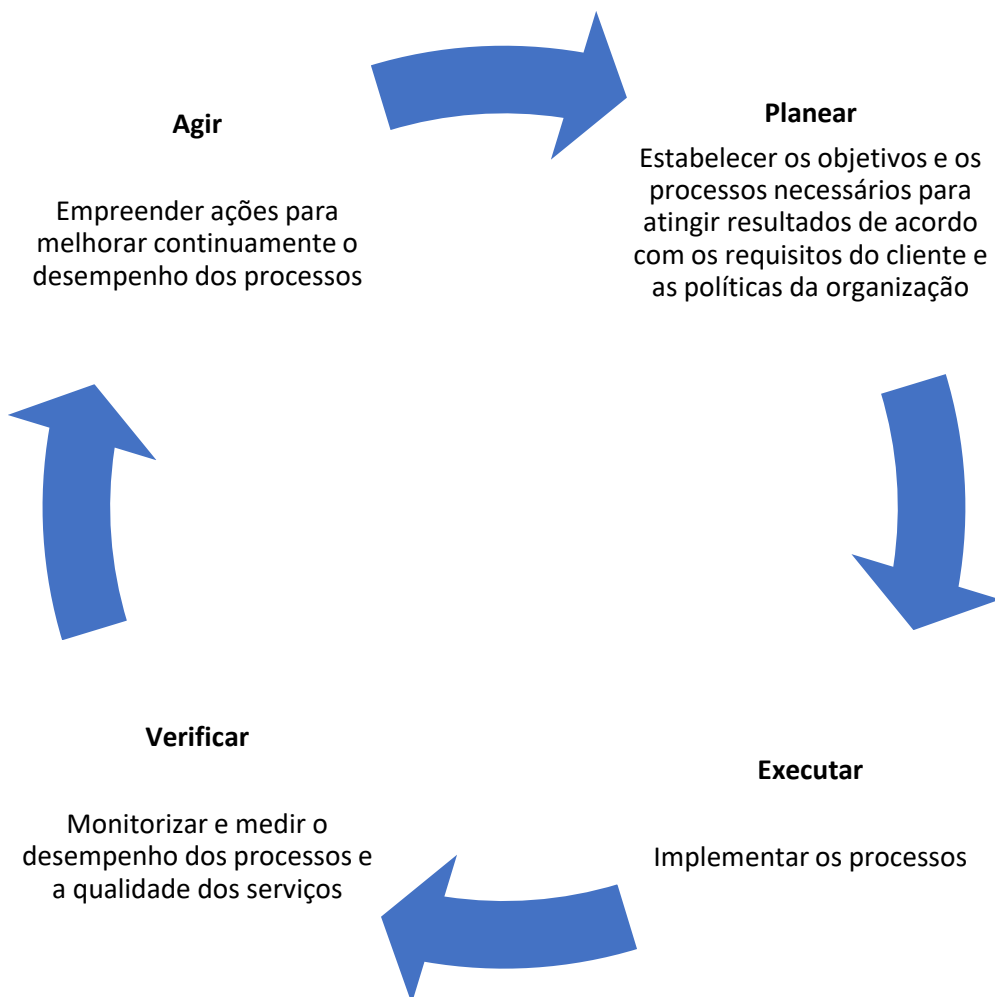 Agir
Empreender ações para
melhorar continuamente o
desempenho dos processos
Planear
Estabelecer os objetivos e os
processos necessários para
atingir resultados de acordo
com os requisitos do cliente e
as políticas da organização
Verificar
Monitorizar e medir o
desempenho dos processos e
a qualidade dos serviços
Executar
Implementar os processos